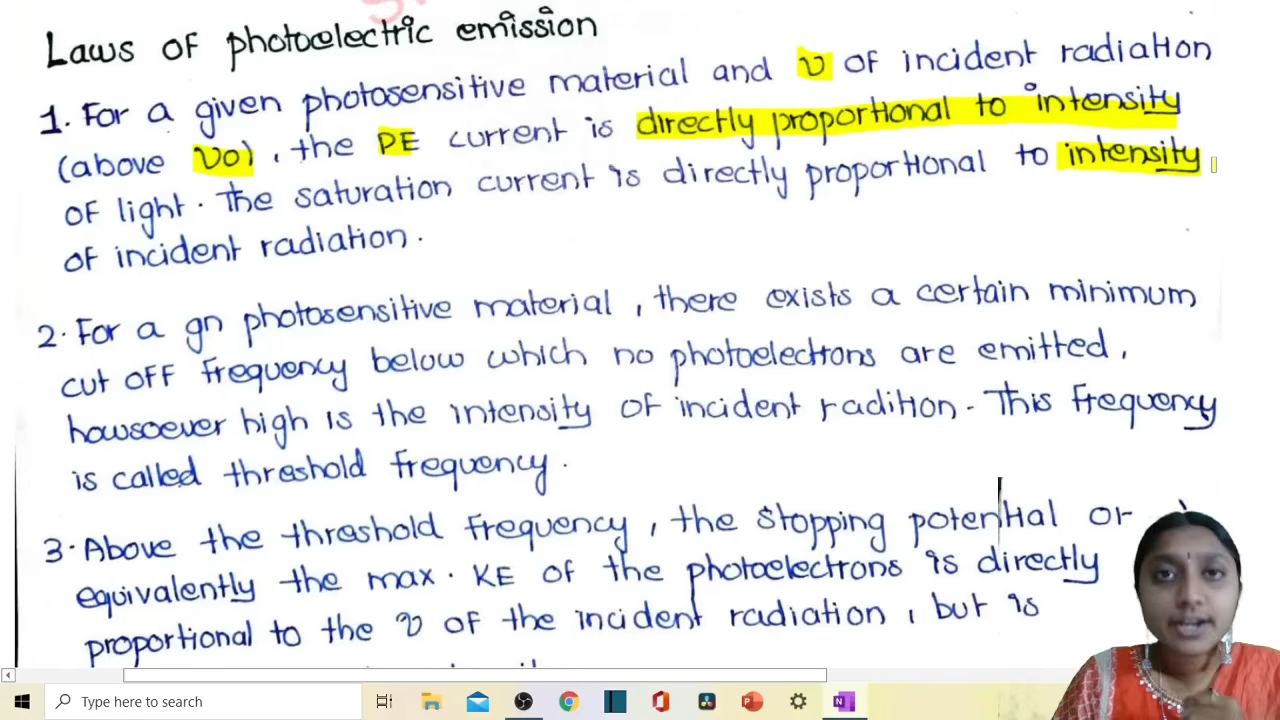 Laws of photoelectric emission
1. For a given photosensitive material and ν of incident radiation
(above ν0), the PE current is directly proportional to intensity
of light. The saturation current is directly proportional to intensity
of incident radiation.
2. For a gn photosensitive material, there exists a certain minimum
cut off frequency below which no photoelectrons are emitted,
howsoever high is the intensity of incident radition. This frequency
is called threshold frequency.
3. Above the threshold frequency, the stopping potential or
equivalently the max. KE of the photoelectrons is directly
proportional to the ν of the incident radiation, but is
Type here to search